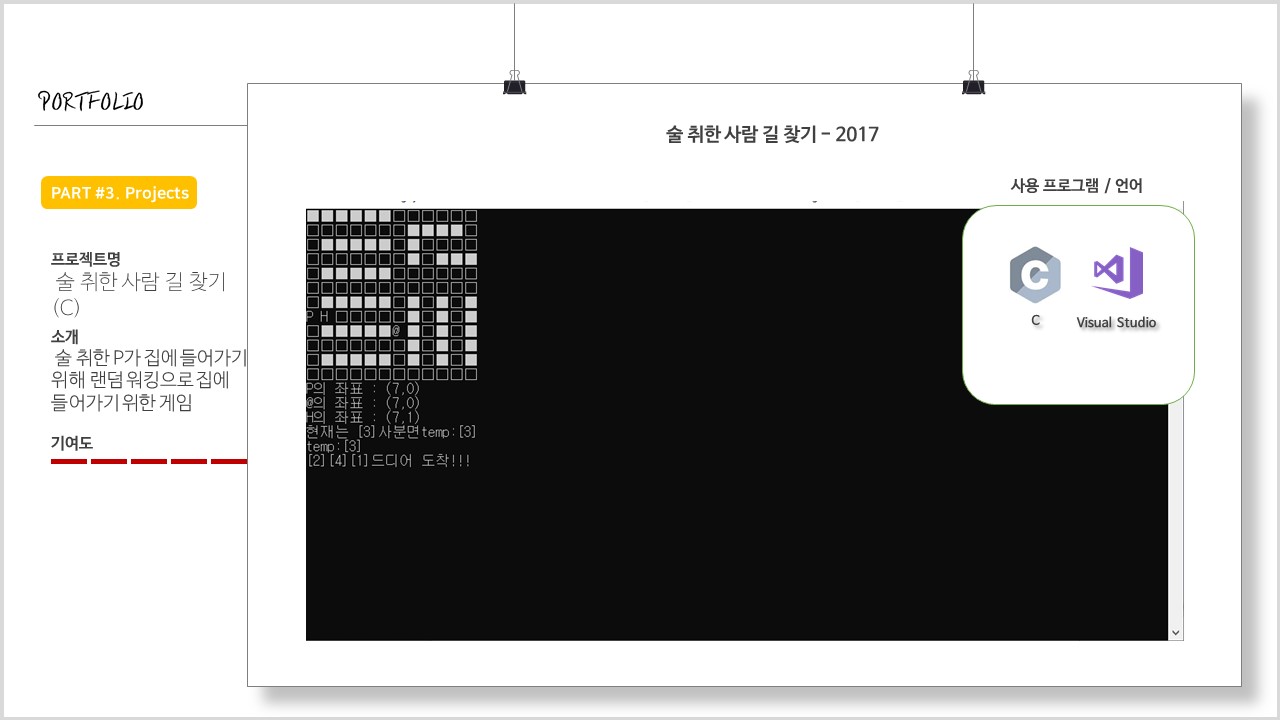 PORTFOLIO
PART #3. Projects
프로젝트명
술 취한 사람 길 찾기
(C)
소개
술 취한 P가 집에 들어가기
위해 랜덤 워킹으로 집에
들어가기 위한 게임
기여도
술 취한 사람 길 찾기 - 2017
사용 프로그램 / 언어
C
Visual Studio
P H
@
P의 좌표 : (7,0)
@의 좌표 : (7,0)
H의 좌표 : (7,1)
현재는 [3]사분면temp:[3]
temp:[3]
[2][4][1]드디어 도착!!!